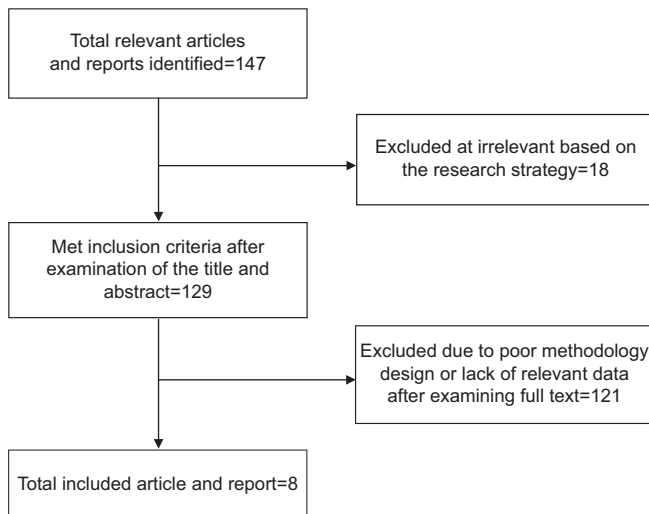 Total relevant articles
and reports identified=147
Excluded at irrelevant based on
the research strategy=18
Met inclusion criteria after
examination of the title and
abstract=129
Excluded due to poor methodology
design or lack of relevant data
after examining full text=121
Total included article and report=8